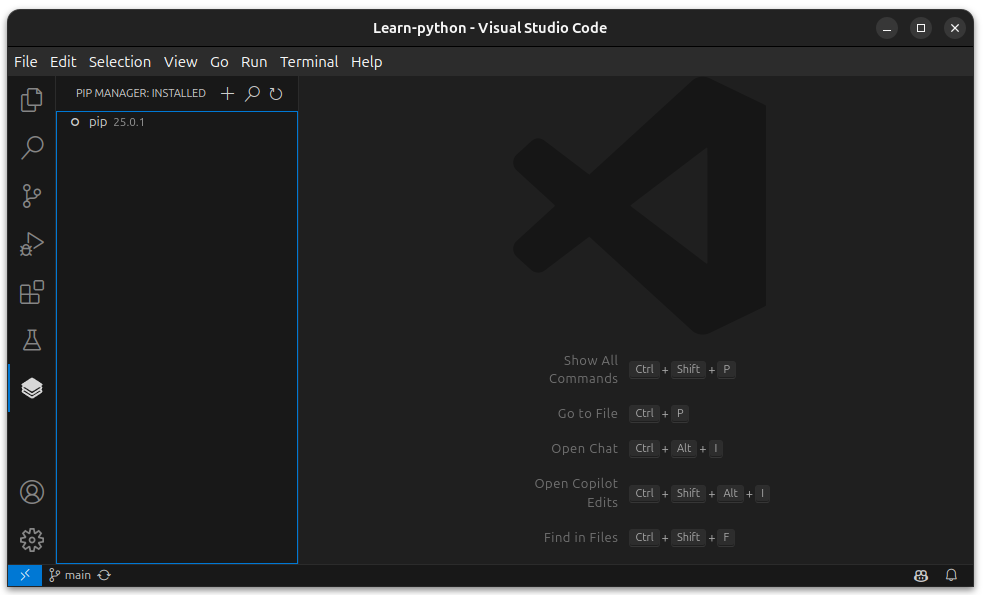 Learn-python - Visual Studio Code
File Edit Selection View Go Run Terminal Help
PIP MANAGER: INSTALLED
pip 25.0.1
Show All
Commands
Ctrl + Shift + P
Go to File Ctrl + P
Open Chat Ctrl + Alt + I
Open Copilot
Edits
Ctrl + Shift + Alt + I
Find in Files Ctrl + Shift + F
main